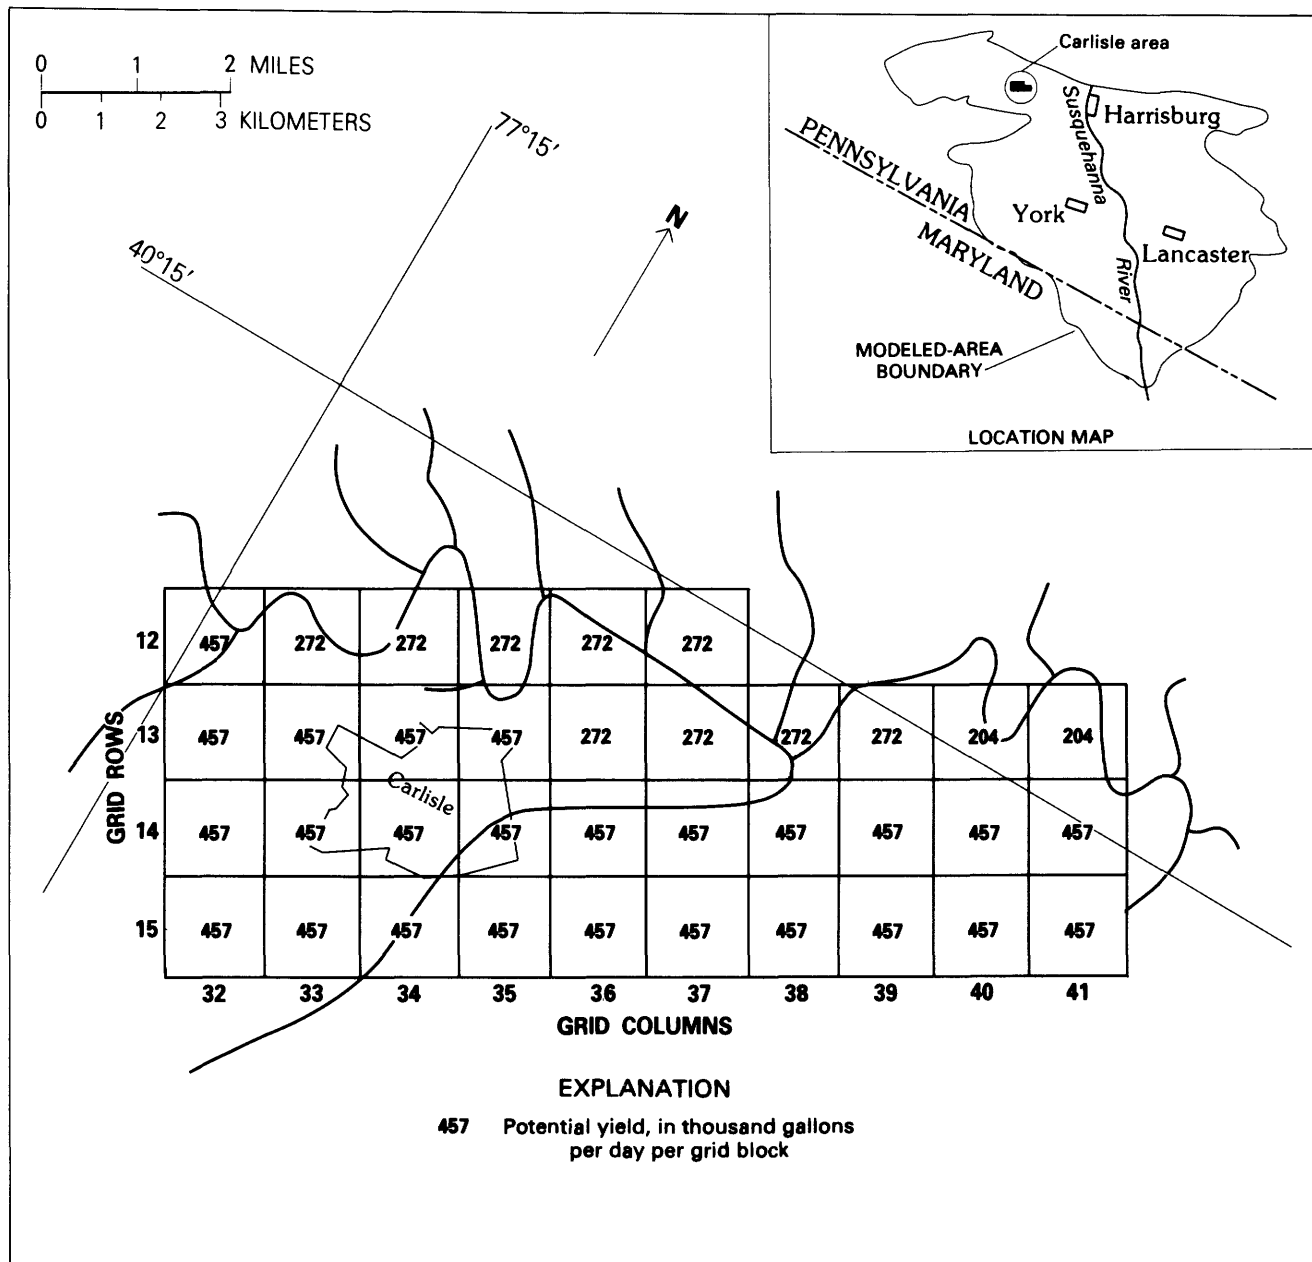 0 1 2 MILES
0 1 2 3 KILOMETERS
77°15'
40°15'
N
Carlisle area
Susquehanna
River
Harrisburg
PENNSYLVANIA
MARYLAND
York
Lancaster
MODELED-AREA
BOUNDARY
LOCATION MAP
GRID ROWS
12 457 272 272 272 272 272
13 457 457 457 457 272 272 272 272 204 204
Carlisle
14 457 457 457 457 457 457 457 457 457 457
15 457 457 457 457 457 457 457 457 457 457
32 33 34 35 36 37 38 39 40 41
GRID COLUMNS
EXPLANATION
457 Potential yield, in thousand gallons
per day per grid block